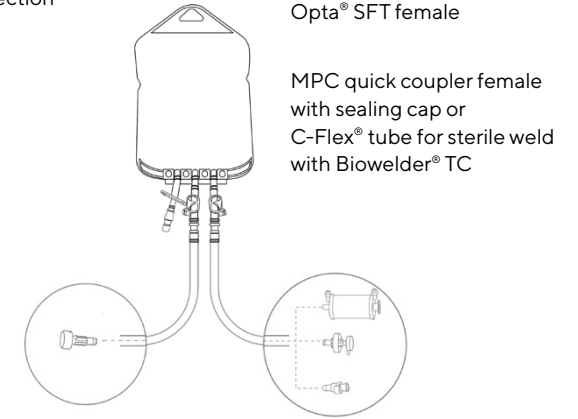 Opta® SFT female
MPC quick coupler female
with sealing cap or
C-Flex® tube for sterile weld
with Biowelder® TC